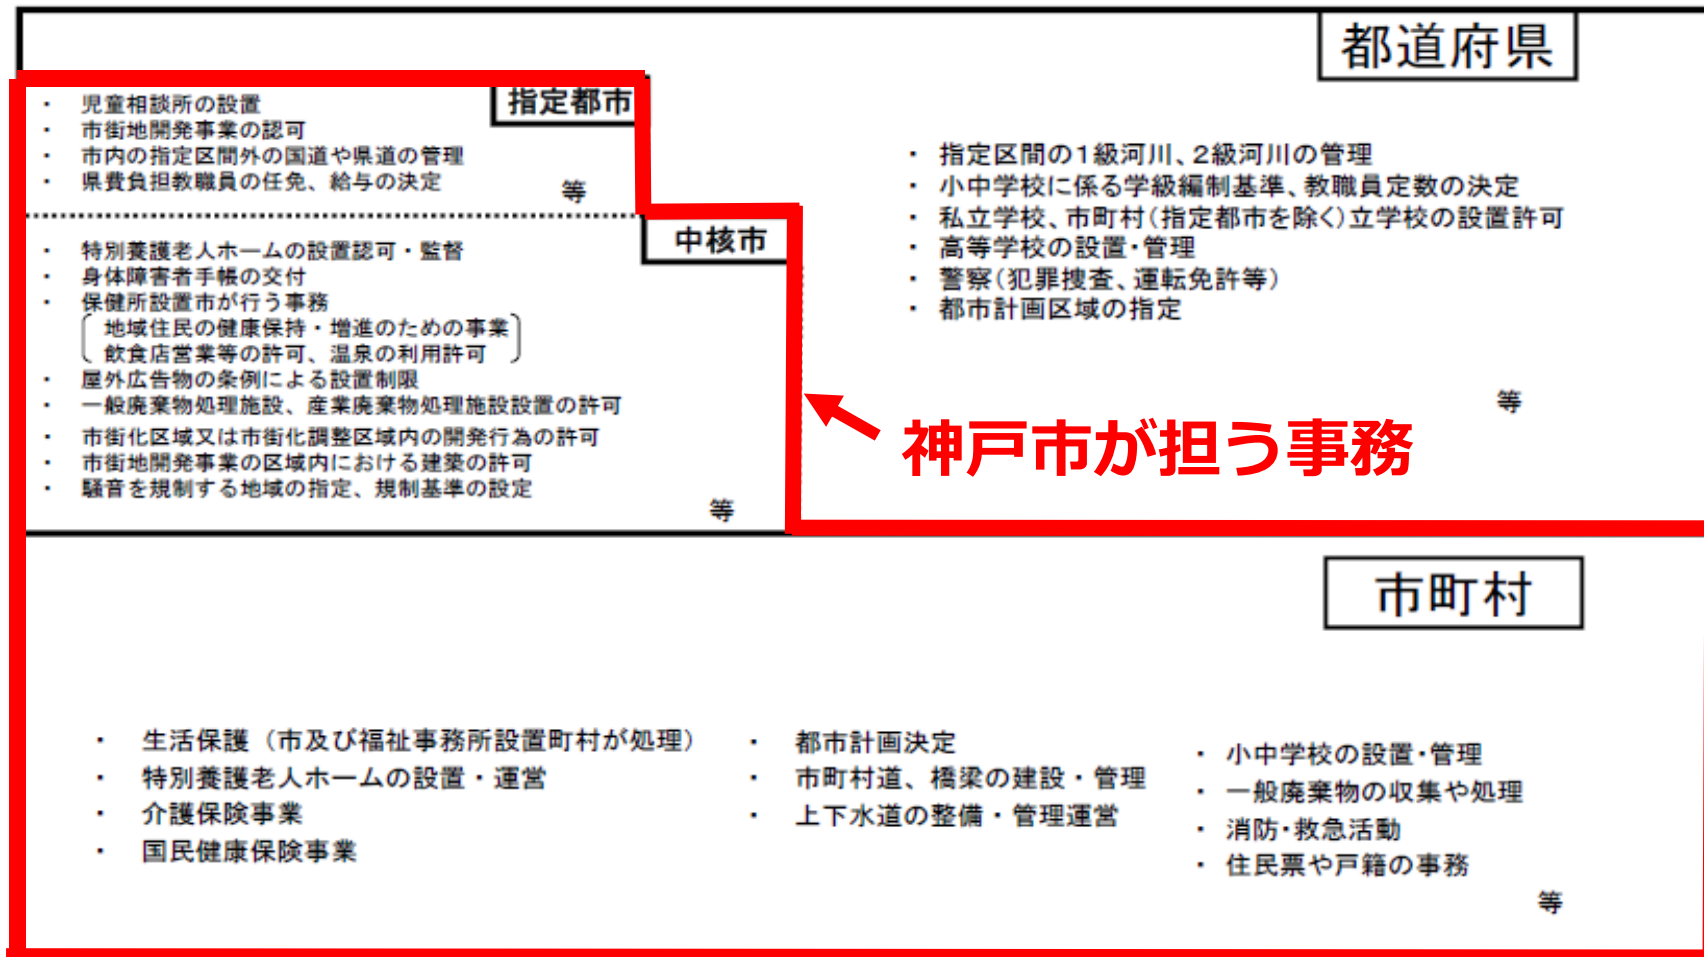 都道府県
指定都市
・ 児童相談所の設置
・ 市街地開発事業の認可
・ 市内の指定区間外の国道や県道の管理
・ 県費負担教職員の任免、給与の決定
等
中核市
・ 特別養護老人ホームの設置認可・監督
・ 身体障害者手帳の交付
・ 保健所設置市が行う事務
地域住民の健康保持・増進のための事業
飲食店営業等の許可、温泉の利用許可
・ 屋外広告物の条例による設置制限
・ 一般廃棄物処理施設、産業廃棄物処理施設設置の許可
・ 市街化区域又は市街化調整区域内の開発行為の許可
・ 市街地開発事業の区域内における建築の許可
・ 騒音を規制する地域の指定、規制基準の設定
等
・ 指定区間の1級河川、2級河川の管理
・ 小中学校に係る学級編制基準、教職員定数の決定
・ 私立学校、市町村(指定都市を除く)立学校の設置許可
・ 高等学校の設置・管理
・ 警察(犯罪捜査、運転免許等)
・ 都市計画区域の指定
等
神戸市が担う事務
市町村
・ 生活保護（市及び福祉事務所設置町村が処理）
・ 特別養護老人ホームの設置・運営
・ 介護保険事業
・ 国民健康保険事業
・ 都市計画決定
・ 市町村道、橋梁の建設・管理
・ 上下水道の整備・管理運営
・ 小中学校の設置・管理
・ 一般廃棄物の収集や処理
・ 消防・救急活動
・ 住民票や戸籍の事務
等